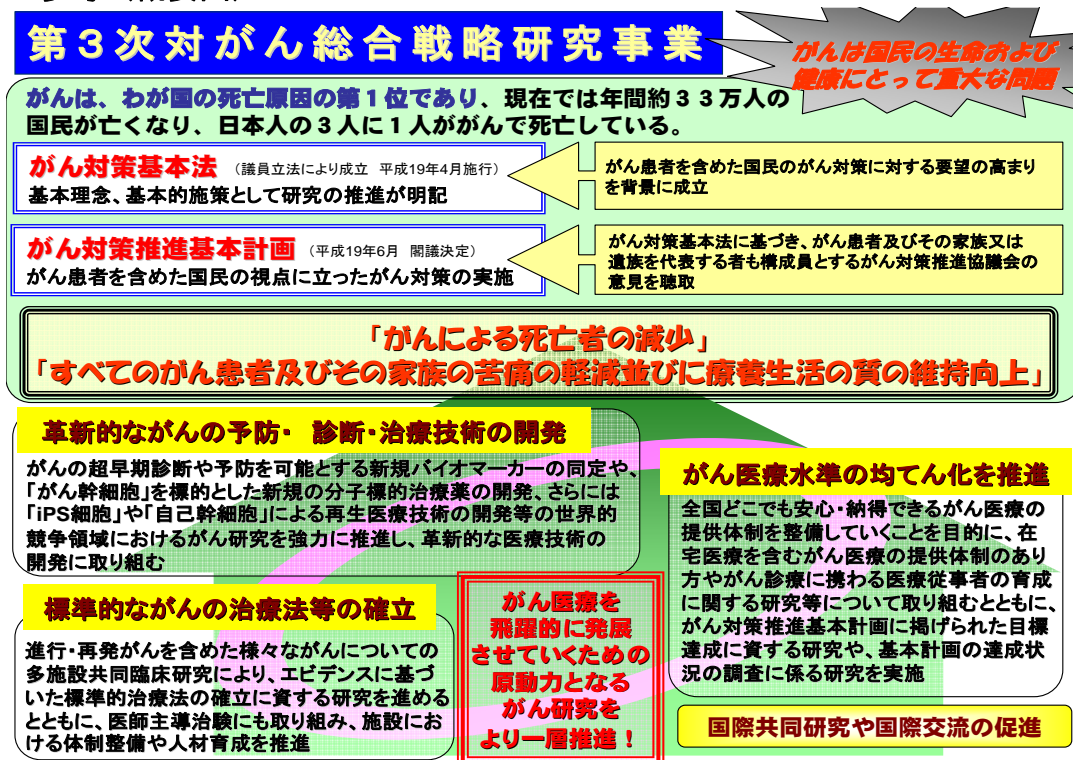 第３次対がん総合戦略研究事業
がんは国民の生命および
健康にとって重大な問題
がんは、わが国の死亡原因の第１位であり、現在では年間約３３万人の
国民が亡くなり、日本人の３人に１人ががんで死亡している。
がん対策基本法 （議員立法により成立 平成19年4月施行）
基本理念、基本的施策として研究の推進が明記
がん患者を含めた国民のがん対策に対する要望の高まり
を背景に成立
がん対策推進基本計画 （平成19年6月 閣議決定）
がん患者を含めた国民の視点に立ったがん対策の実施
がん対策基本法に基づき、がん患者及びその家族又は
遺族を代表する者も構成員とするがん対策推進協議会の
意見を聴取
「がんによる死亡者の減少」
「すべてのがん患者及びその家族の苦痛の軽減並びに療養生活の質の維持向上」
革新的ながんの予防・ 診断・治療技術の開発
がんの超早期診断や予防を可能とする新規バイオマーカーの同定や、
「がん幹細胞」を標的とした新規の分子標的治療薬の開発、さらには
「iPS細胞」や「自己幹細胞」による再生医療技術の開発等の世界的
競争領域におけるがん研究を強力に推進し、革新的な医療技術の
開発に取り組む
標準的ながんの治療法等の確立
進行・再発がんを含めた様々ながんについての
多施設共同臨床研究により、エビデンスに基づ
いた標準的治療法の確立に資する研究を進める
とともに、医師主導治験にも取り組み、施設にお
ける体制整備や人材育成を推進
がん医療を
飛躍的に発展
させていくための
原動力となる
がん研究を
より一層推進！
がん医療水準の均てん化を推進
全国どこでも安心・納得できるがん医療の
提供体制を整備していくことを目的に、在
宅医療を含むがん医療の提供体制のあり
方やがん診療に携わる医療従事者の育成
に関する研究等について取り組むとともに、
がん対策推進基本計画に掲げられた目標
達成に資する研究や、基本計画の達成状
況の調査に係る研究を実施
国際共同研究や国際交流の促進